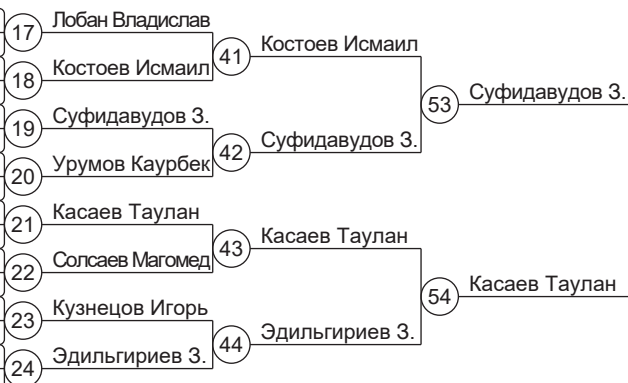 17 Лобан Владислав
18 Костоев Исмаил
41 Костоев Исмаил
19 Суфидавудов З.
20 Урумов Каурбек
42 Суфидавудов З.
53 Суфидавудов З.
21 Касаев Таулан
22 Солсаев Магомед
43 Касаев Таулан
23 Кузнецов Игорь
24 Эдильгириев З.
44 Эдильгириев З.
54 Касаев Таулан